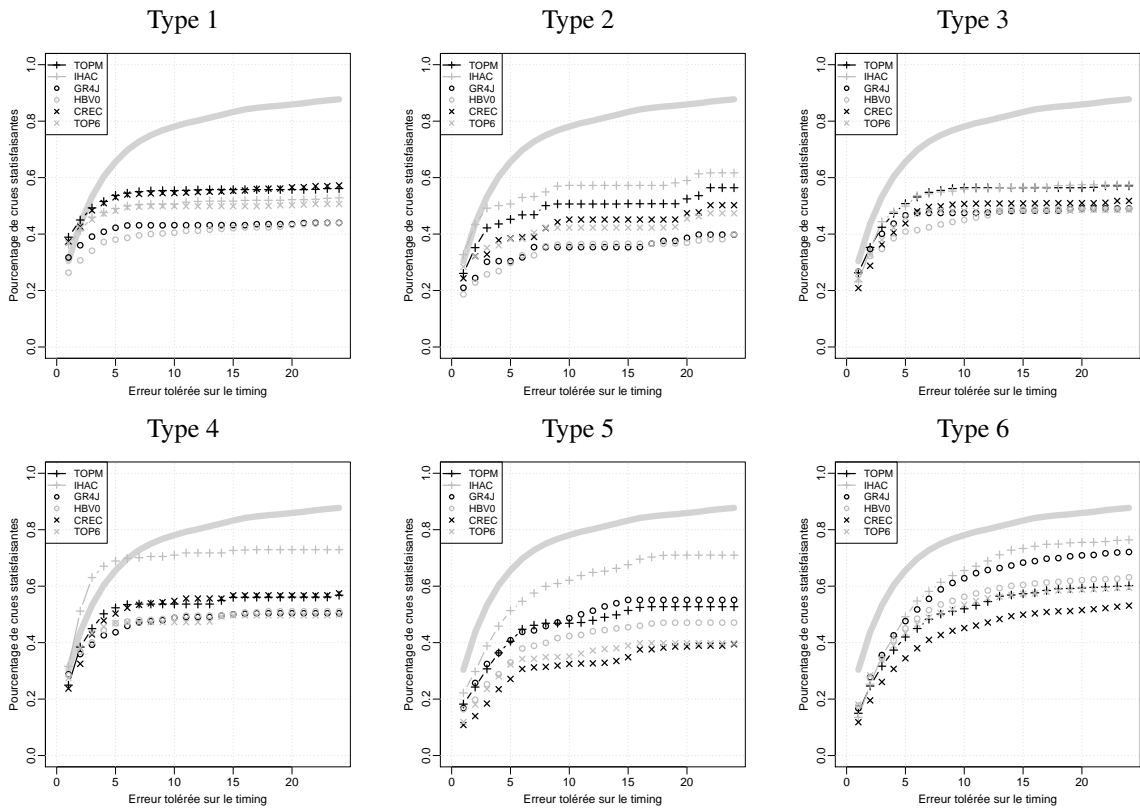 Type 1
Pourcentage de crues statisfaisantes
1.0
0.8
0.6
0.4
0.2
0.0
TOPM
IHAC
GR4J
HBV0
CREC
TOP6
0 5 10 15 20
Erreur tolérée sur le timing
Type 2
Pourcentage de crues statisfaisantes
1.0
0.8
0.6
0.4
0.2
0.0
TOPM
IHAC
GR4J
HBV0
CREC
TOP6
0 5 10 15 20
Erreur tolérée sur le timing
Type 3
Pourcentage de crues statisfaisantes
1.0
0.8
0.6
0.4
0.2
0.0
TOPM
IHAC
GR4J
HBV0
CREC
TOP6
0 5 10 15 20
Erreur tolérée sur le timing
Type 4
Pourcentage de crues statisfaisantes
1.0
0.8
0.6
0.4
0.2
0.0
TOPM
IHAC
GR4J
HBV0
CREC
TOP6
0 5 10 15 20
Erreur tolérée sur le timing
Type 5
Pourcentage de crues statisfaisantes
1.0
0.8
0.6
0.4
0.2
0.0
TOPM
IHAC
GR4J
HBV0
CREC
TOP6
0 5 10 15 20
Erreur tolérée sur le timing
Type 6
Pourcentage de crues statisfaisantes
1.0
0.8
0.6
0.4
0.2
0.0
TOPM
IHAC
GR4J
HBV0
CREC
TOP6
0 5 10 15 20
Erreur tolérée sur le timing